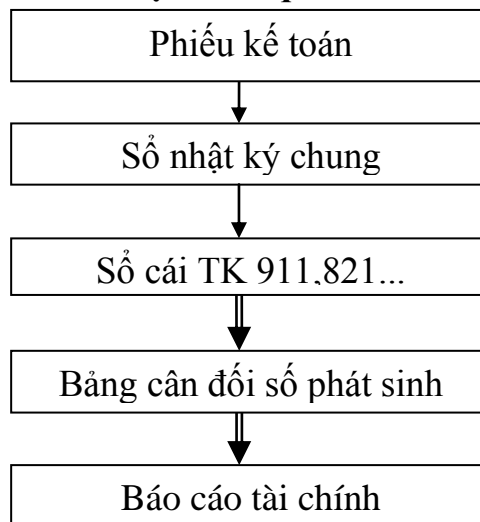 Phiếu kế toán
Sổ nhật ký chung
Sổ cái TK 911,821...
Bảng cân đối số phát sinh
Báo cáo tài chính